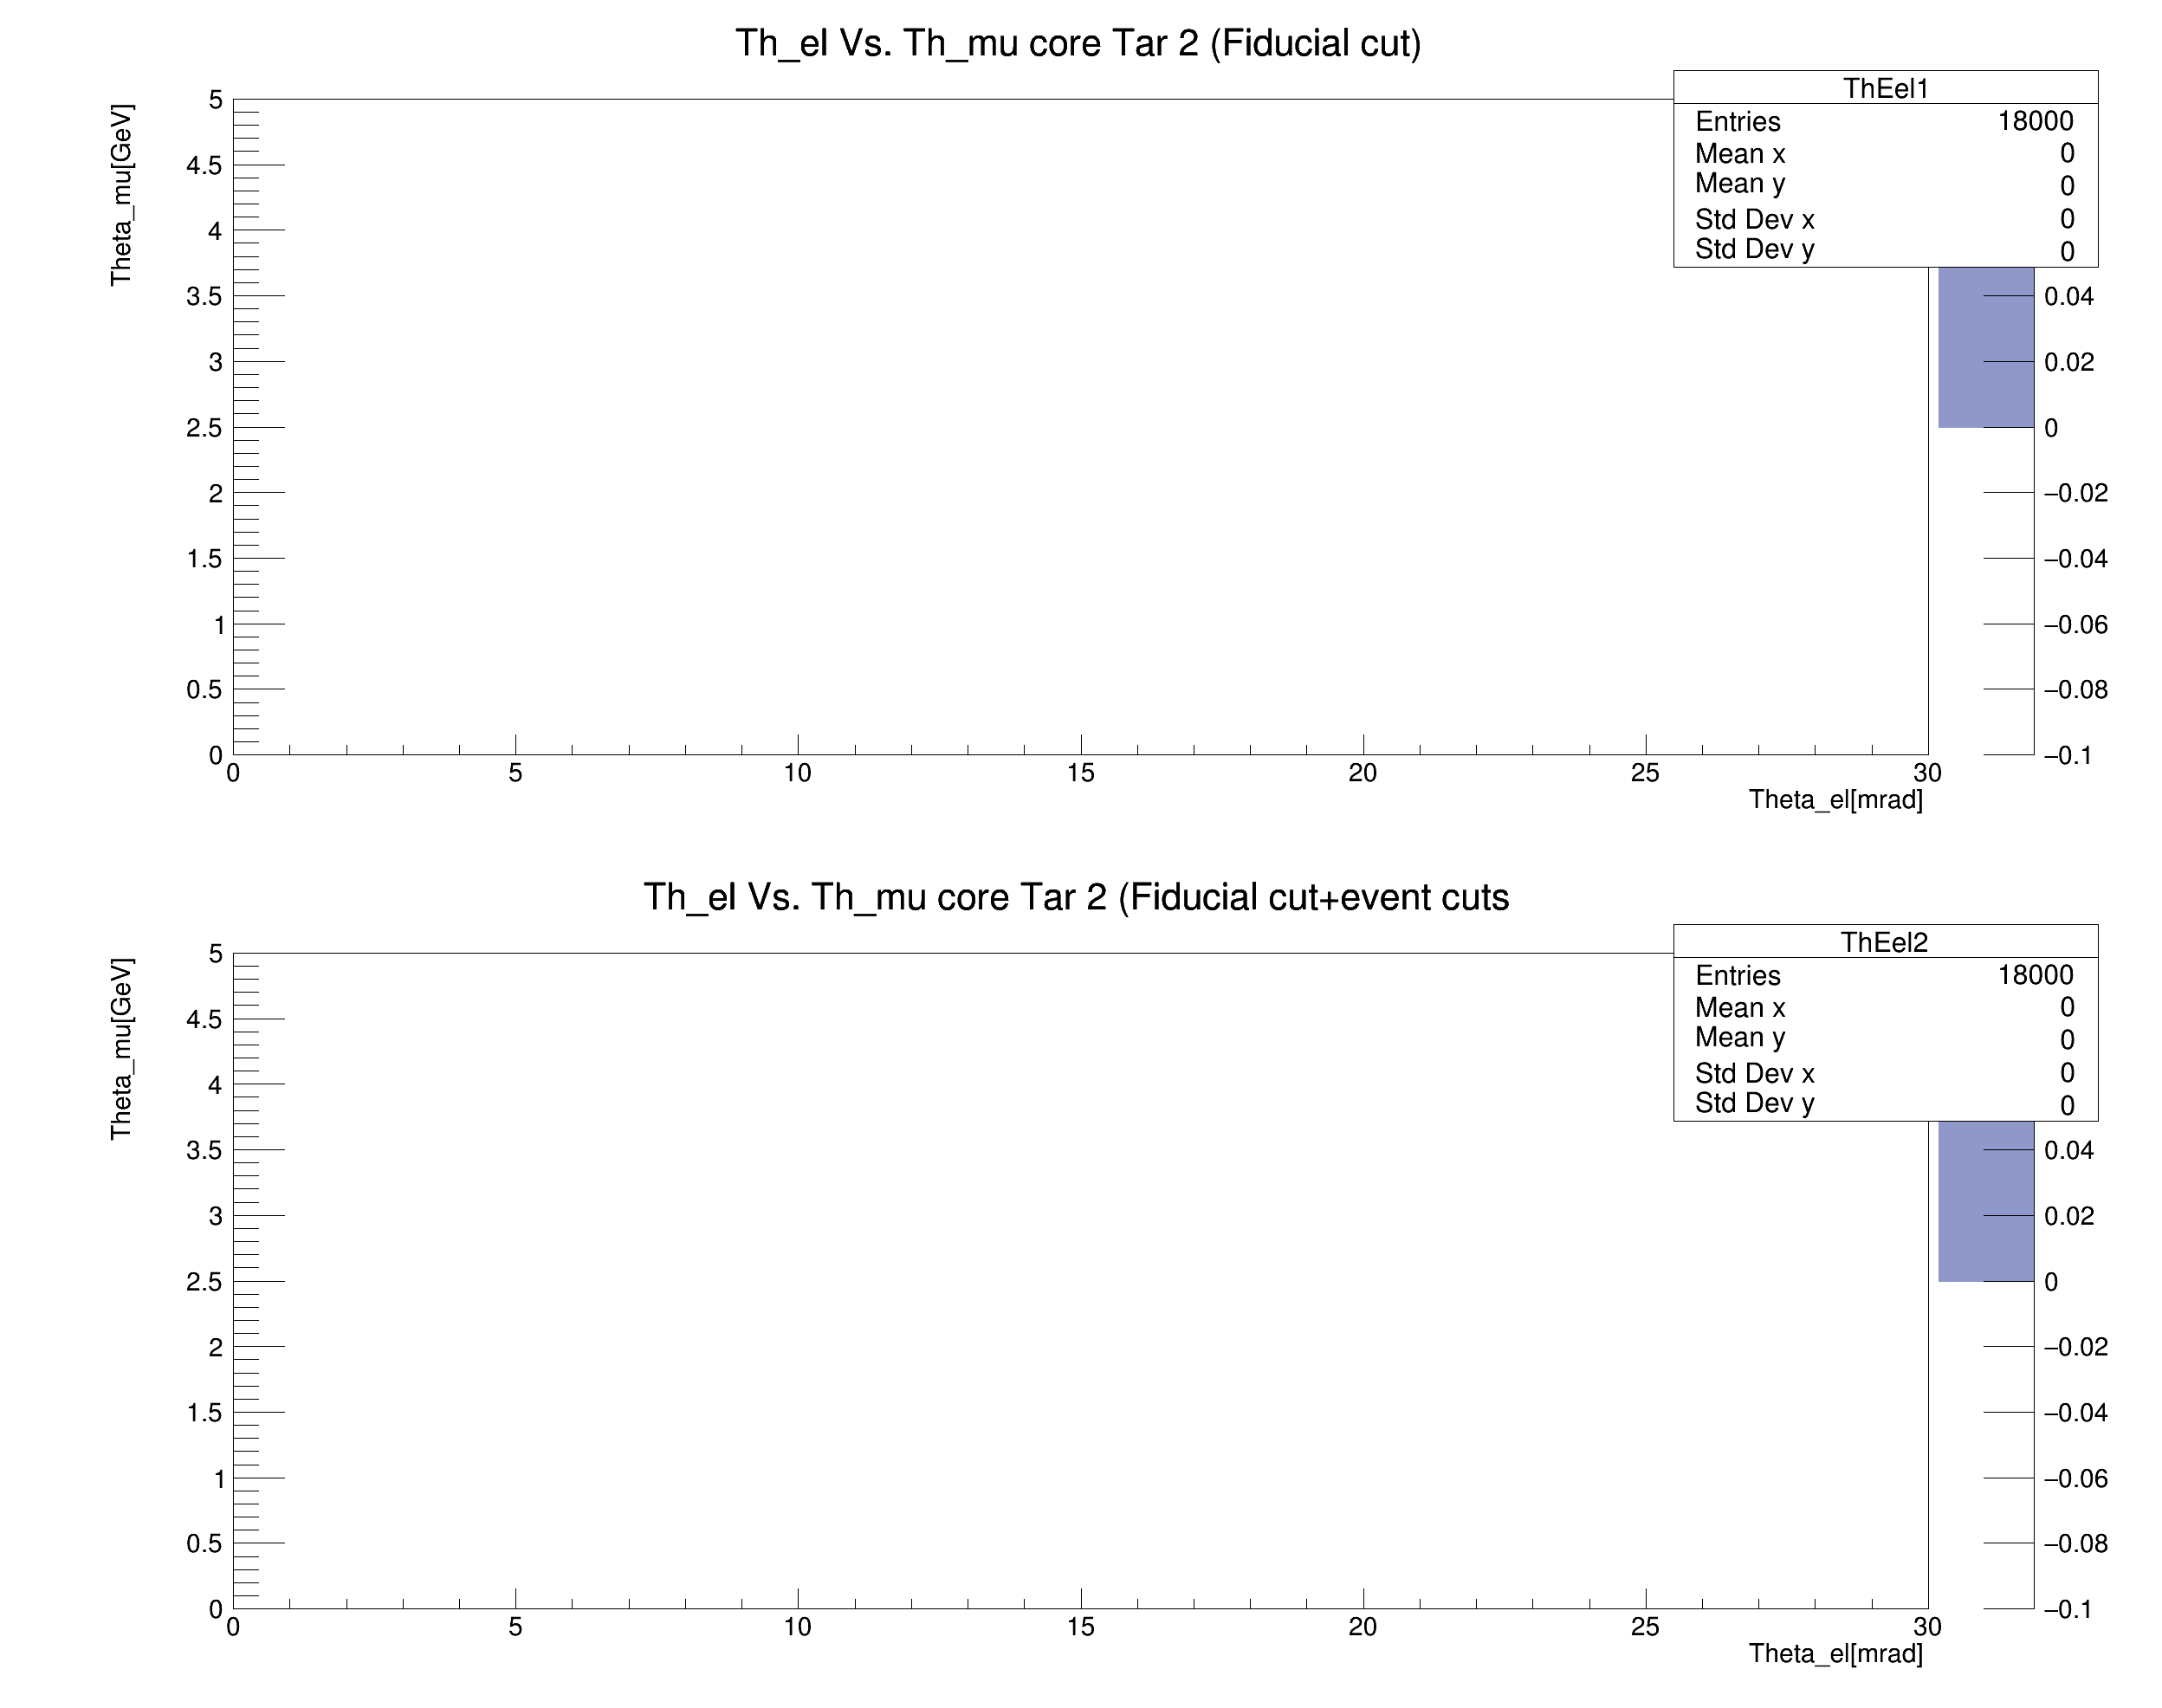 Th_el Vs. Th_mu core Tar 2 (Fiducial cut)
ThEel1
Entries 18000
Mean x 0
Mean y 0
Std Dev x 0
Std Dev y 0
Theta_mu[GeV]
5
4.5
4
3.5
3
2.5
2
1.5
1
0.5
0
0 5 10 15 20 25 30
Theta_el[mrad]
0.04
0.02
0
−0.02
−0.04
−0.06
−0.08
−0.1
Th_el Vs. Th_mu core Tar 2 (Fiducial cut+event cuts
ThEel2
Entries 18000
Mean x 0
Mean y 0
Std Dev x 0
Std Dev y 0
Theta_mu[GeV]
5
4.5
4
3.5
3
2.5
2
1.5
1
0.5
0
0 5 10 15 20 25 30
Theta_el[mrad]
0.04
0.02
0
−0.02
−0.04
−0.06
−0.08
−0.1